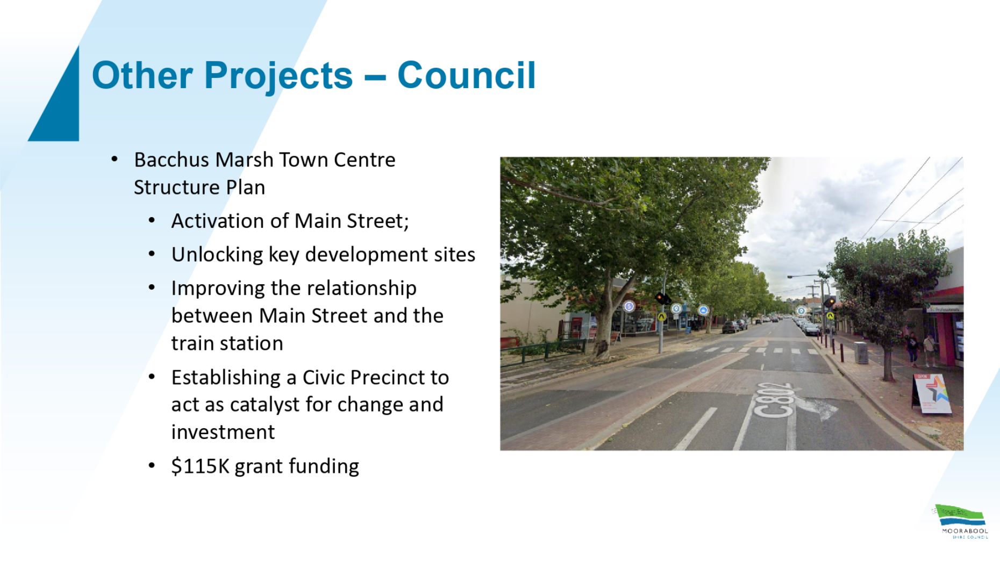 Other Projects – Council
• Bacchus Marsh Town Centre
Structure Plan
• Activation of Main Street;
• Unlocking key development sites
• Improving the relationship
between Main Street and the
train station
• Establishing a Civic Precinct to
act as catalyst for change and
investment
• $115K grant funding
Professionals
C802
MOORABOOL
SHIRE COUNCIL